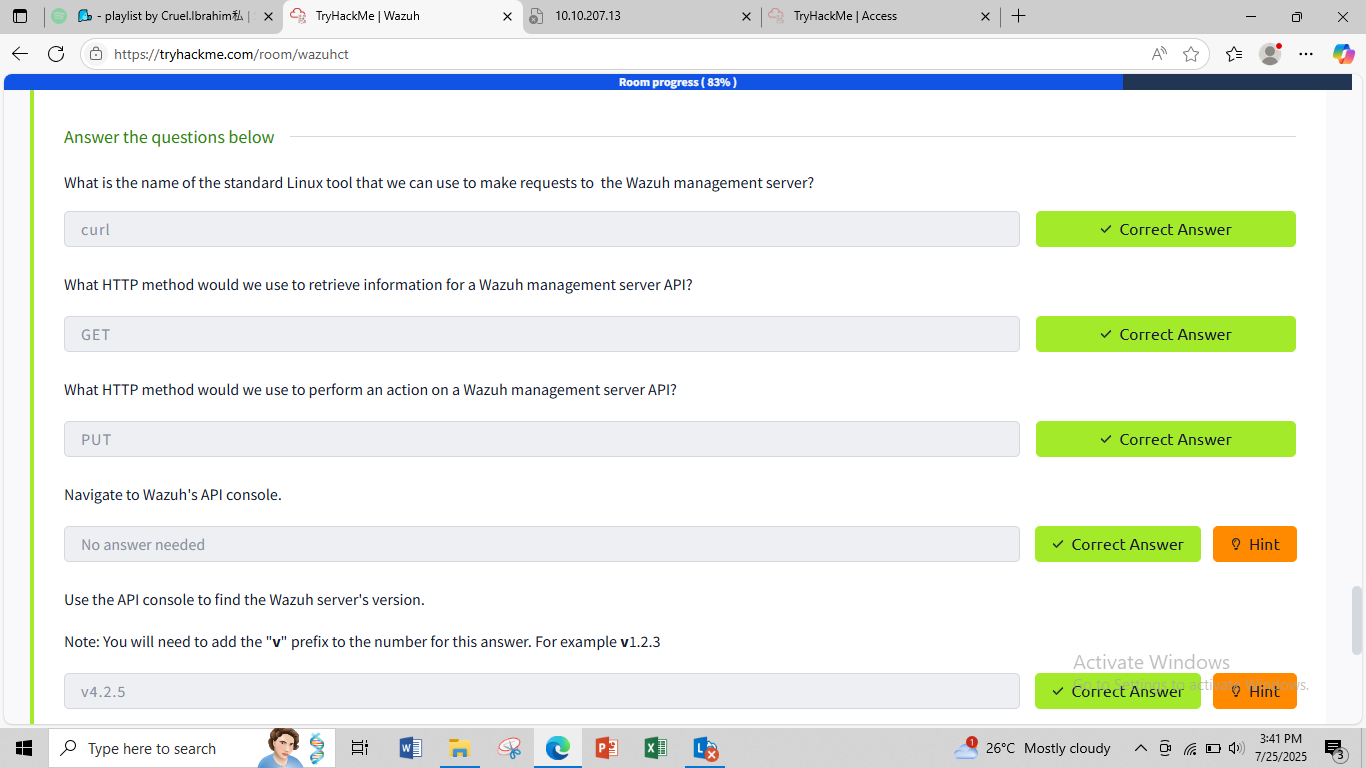 - playlist by Cruel.Ibrahim私 |
TryHackMe | Wazuh
10.10.207.13
TryHackMe | Access
https://tryhackme.com/room/wazuhct
Room progress ( 83% )
Answer the questions below
What is the name of the standard Linux tool that we can use to make requests to the Wazuh management server?
curl
Correct Answer
What HTTP method would we use to retrieve information for a Wazuh management server API?
GET
Correct Answer
What HTTP method would we use to perform an action on a Wazuh management server API?
PUT
Correct Answer
Navigate to Wazuh's API console.
No answer needed
Correct Answer
Hint
Use the API console to find the Wazuh server's version.
Note: You will need to add the "v" prefix to the number for this answer. For example v1.2.3
Activate Windows
Go to Settings to activate Windows.
v4.2.5
Correct Answer
Hint
Type here to search
26°C Mostly cloudy
3:41 PM
7/25/2025
3